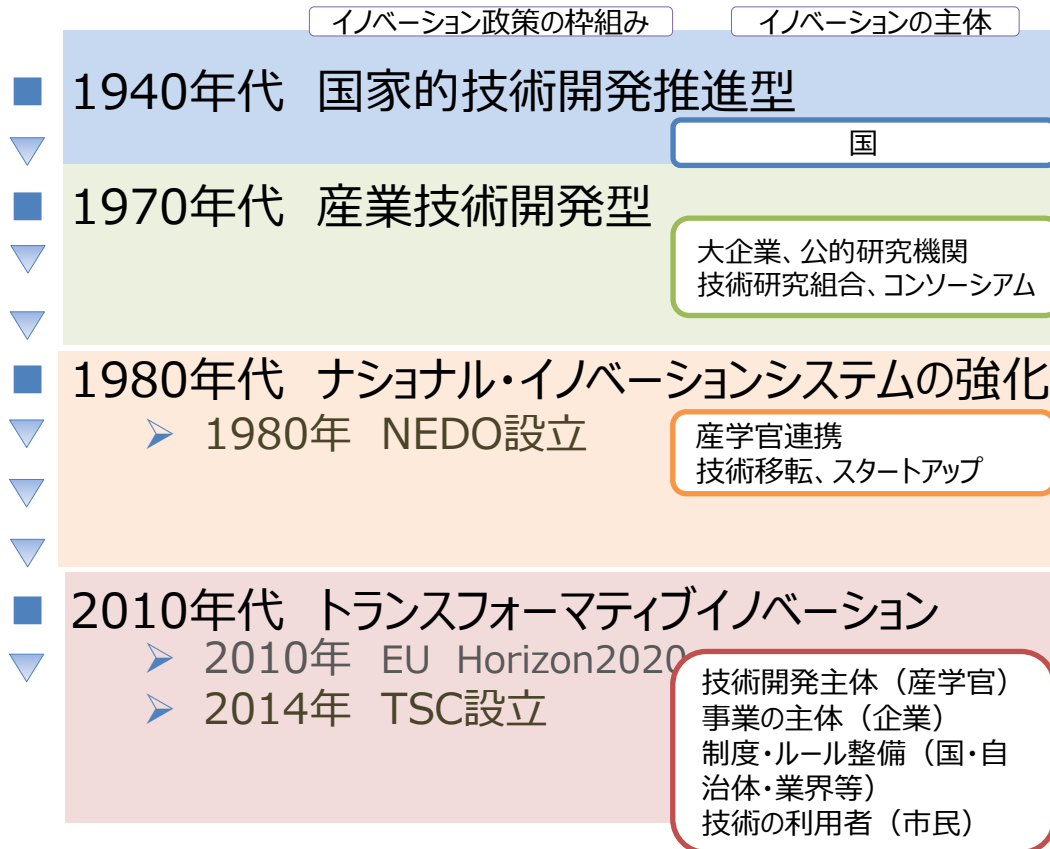 イノベーション政策の枠組み
イノベーションの主体
■ 1940年代 国家的技術開発推進型
国
■ 1970年代 産業技術開発型
大企業、公的研究機関
技術研究組合、コンソーシアム
■ 1980年代 ナショナル・イノベーションシステムの強化
➢ 1980年 NEDO設立
産学官連携
技術移転、スタートアップ
■ 2010年代 トランスフォーマティブイノベーション
➢ 2010年 EU Horizon2020
➢ 2014年 TSC設立
技術開発主体（産学官）
事業の主体（企業）
制度・ルール整備（国・自
治体・業界等）
技術の利用者（市民）